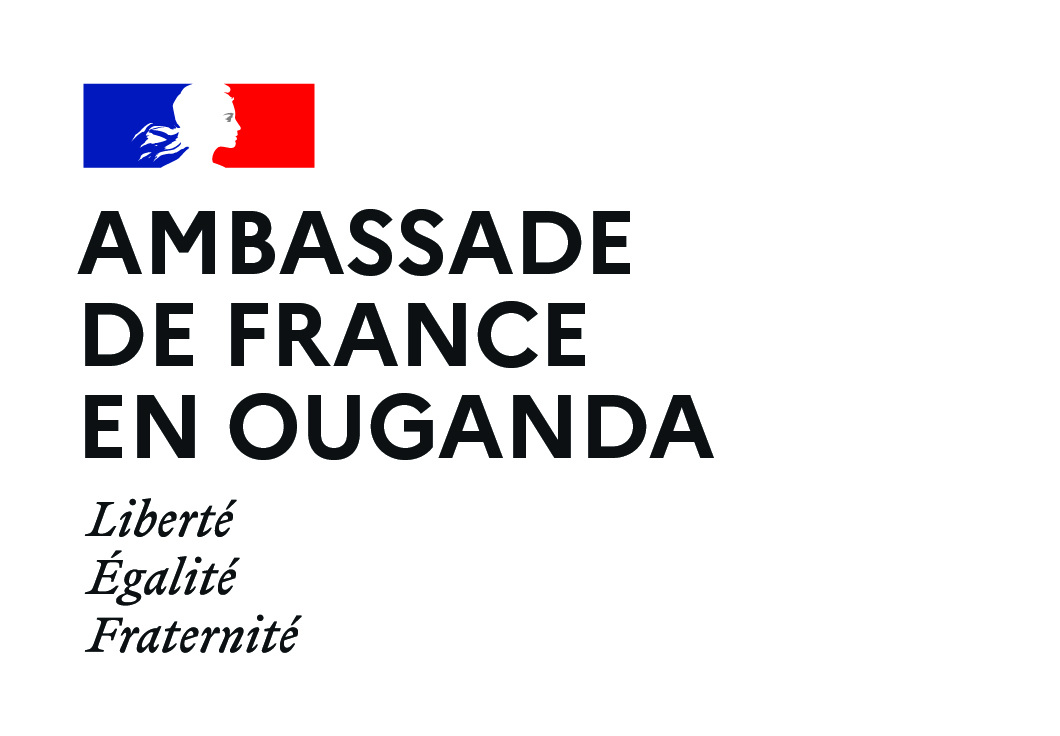 AMBASSADE
DE FRANCE
EN OUGANDA
Liberté
Égalité
Fraternité